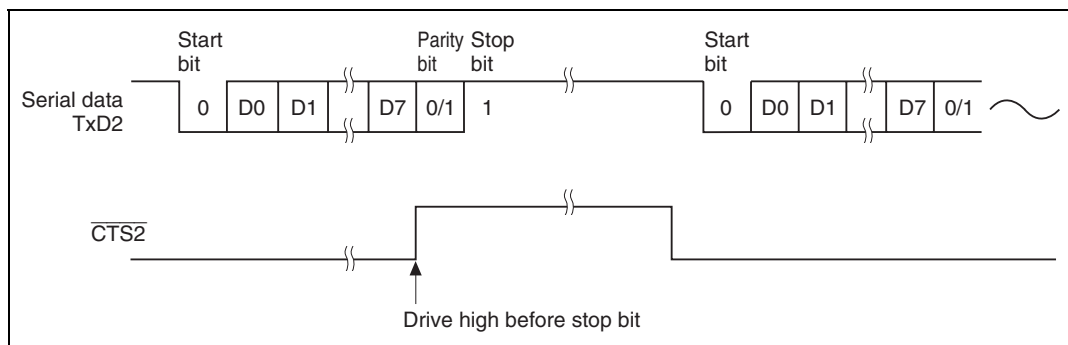 Start bit
Parity bit
Stop bit
Start bit
Serial data TxD2
0 D0 D1 D7 0/1 1 0 D0 D1 D7 0/1
CTS2
Drive high before stop bit